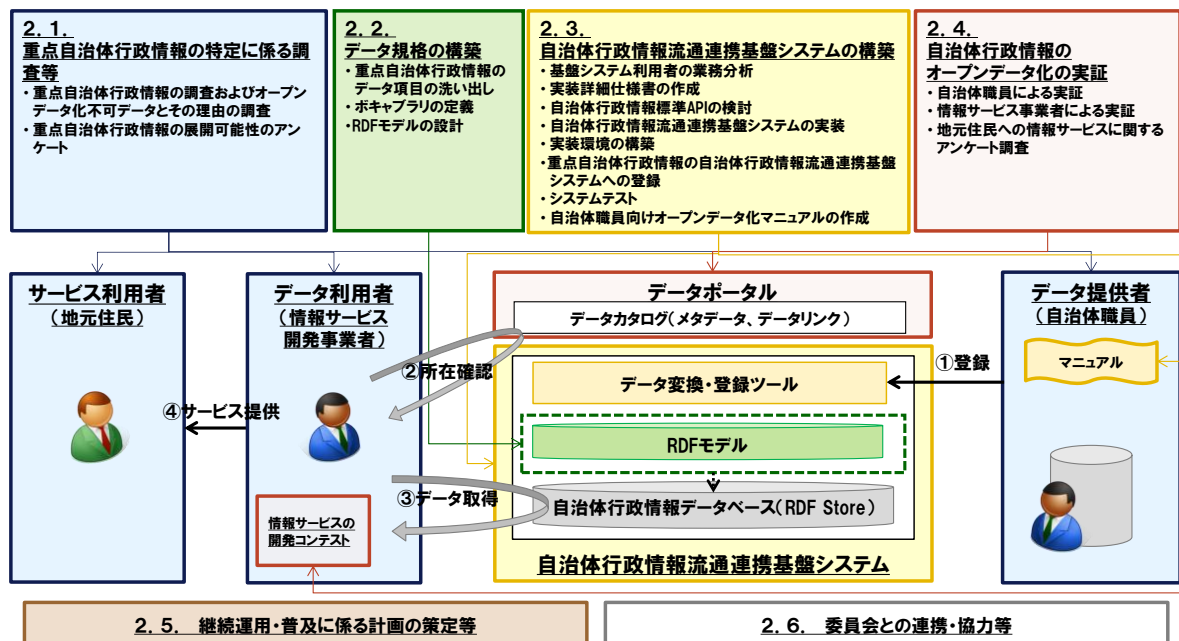 2．1．
重点自治体行政情報の特定に係る調
査等
・重点自治体行政情報の調査およびオープン
データ化不可データとその理由の調査
・重点自治体行政情報の展開可能性のアン
ケート
2．2．
データ規格の構築
・重点自治体行政情報の
データ項目の洗い出し
・ボキャブラリの定義
・RDFモデルの設計
2．3．
自治体行政情報流通連携基盤システムの構築
・基盤システム利用者の業務分析
・実装詳細仕様書の作成
・自治体行政情報標準APIの検討
・自治体行政情報流通連携基盤システムの実装
・実装環境の構築
・重点自治体行政情報の自治体行政情報流通連携基盤
システムへの登録
・システムテスト
・自治体職員向けオープンデータ化マニュアルの作成
2．4．
自治体行政情報の
オープンデータ化の実証
・自治体職員による実証
・情報サービス事業者による実証
・地元住民への情報サービスに関する
アンケート調査
サービス利用者
（地元住民）
④サービス提供
データ利用者
（情報サービス
開発事業者）
②所在確認
③データ取得
情報サービスの
開発コンテスト
データポータル
データカタログ（メタデータ、データリンク）
データ変換・登録ツール
RDFモデル
自治体行政情報データベース（RDF Store）
自治体行政情報流通連携基盤システム
①登録
データ提供者
（自治体職員）
マニュアル
2．5． 継続運用・普及に係る計画の策定等
2．6． 委員会との連携・協力等